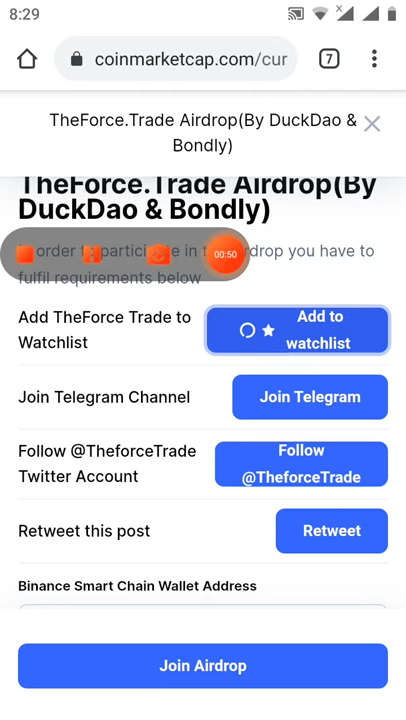 8:29
coinmarketcap.com/cur
7
TheForce.Trade Airdrop(By DuckDao &
Bondly)
TheForce.Trade Airdrop(By
DuckDao & Bondly)
order participate in t rdrop you have to
00:50
fulfil requirements below
Add TheForce Trade to
Watchlist
Add to
watchlist
Join Telegram Channel
Join Telegram
Follow @TheforceTrade
Twitter Account
Follow
@TheforceTrade
Retweet this post
Retweet
Binance Smart Chain Wallet Address
Join Airdrop